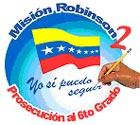 Misión Robinson
2
Yo sí puedo
seguir
Prosecución al 6to Grado